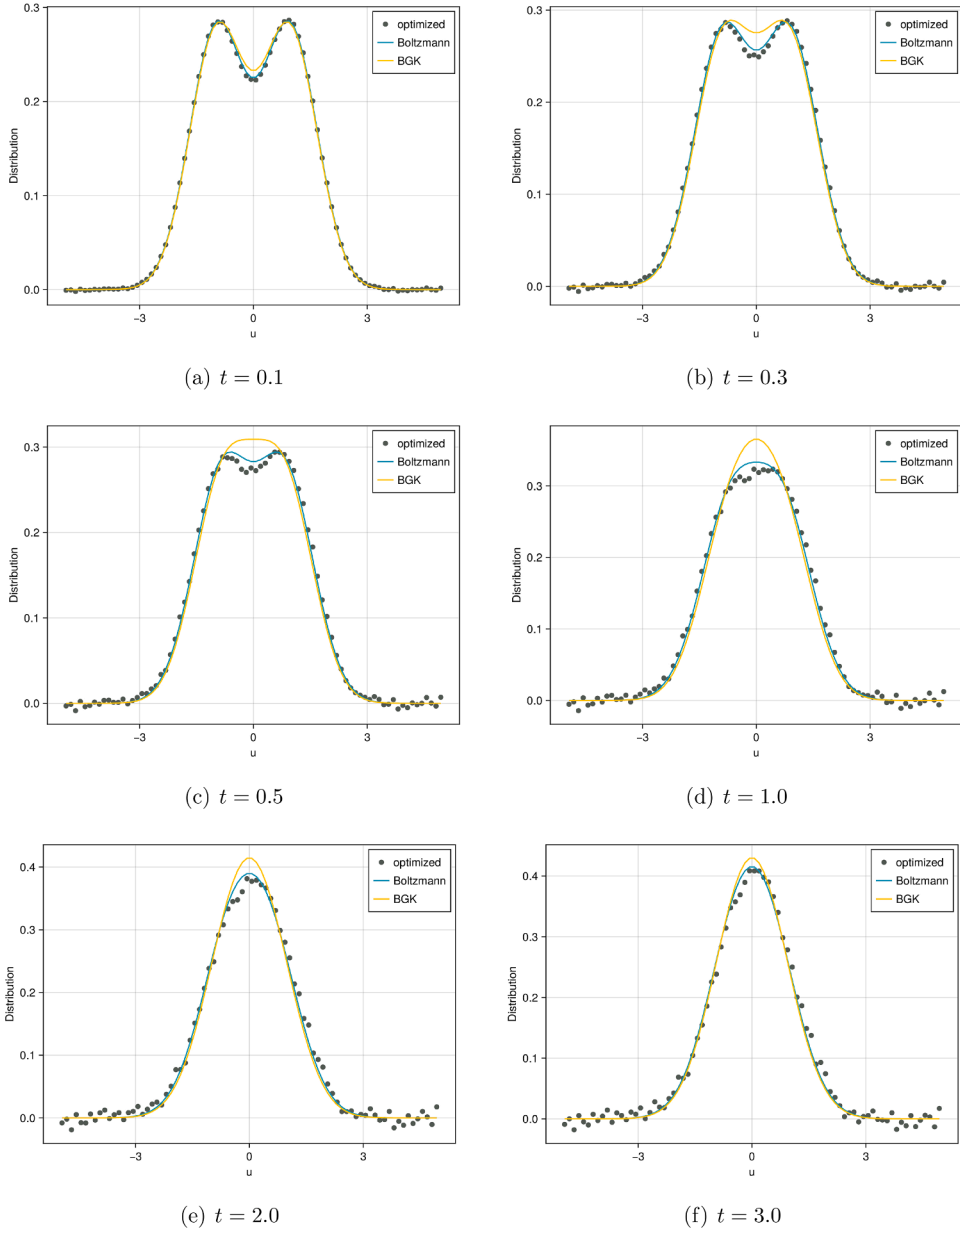 0.3
0.2
0.1
0.0
Distribution
−3
0
3
u
optimized
Boltzmann
BGK
(a) t = 0.1
0.3
0.2
0.1
0.0
Distribution
−3
0
3
u
optimized
Boltzmann
BGK
(b) t = 0.3
0.3
0.2
0.1
0.0
Distribution
−3
0
3
u
optimized
Boltzmann
BGK
(c) t = 0.5
0.3
0.2
0.1
0.0
Distribution
−3
0
3
u
optimized
Boltzmann
BGK
(d) t = 1.0
0.4
0.3
0.2
0.1
0.0
Distribution
−3
0
3
u
optimized
Boltzmann
BGK
(e) t = 2.0
0.4
0.3
0.2
0.1
0.0
Distribution
−3
0
3
u
optimized
Boltzmann
BGK
(f) t = 3.0